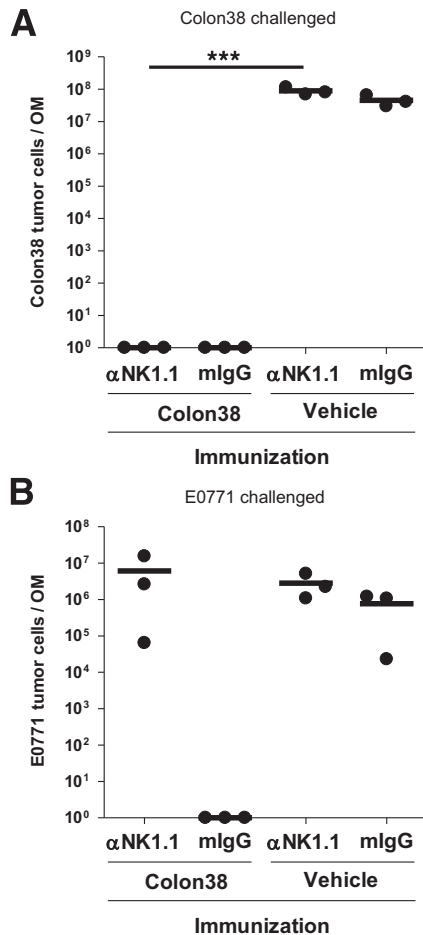 A
Colon38 challenged
***
Colon38 tumor cells / OM
10⁹
10⁸
10⁷
10⁶
10⁵
10⁴
10³
10²
10¹
10⁰
αNK1.1 mIgG αNK1.1 mIgG
Colon38 Vehicle
Immunization
B
E0771 challenged
E0771 tumor cells / OM
10⁸
10⁷
10⁶
10⁵
10⁴
10³
10²
10¹
10⁰
αNK1.1 mIgG αNK1.1 mIgG
Colon38 Vehicle
Immunization